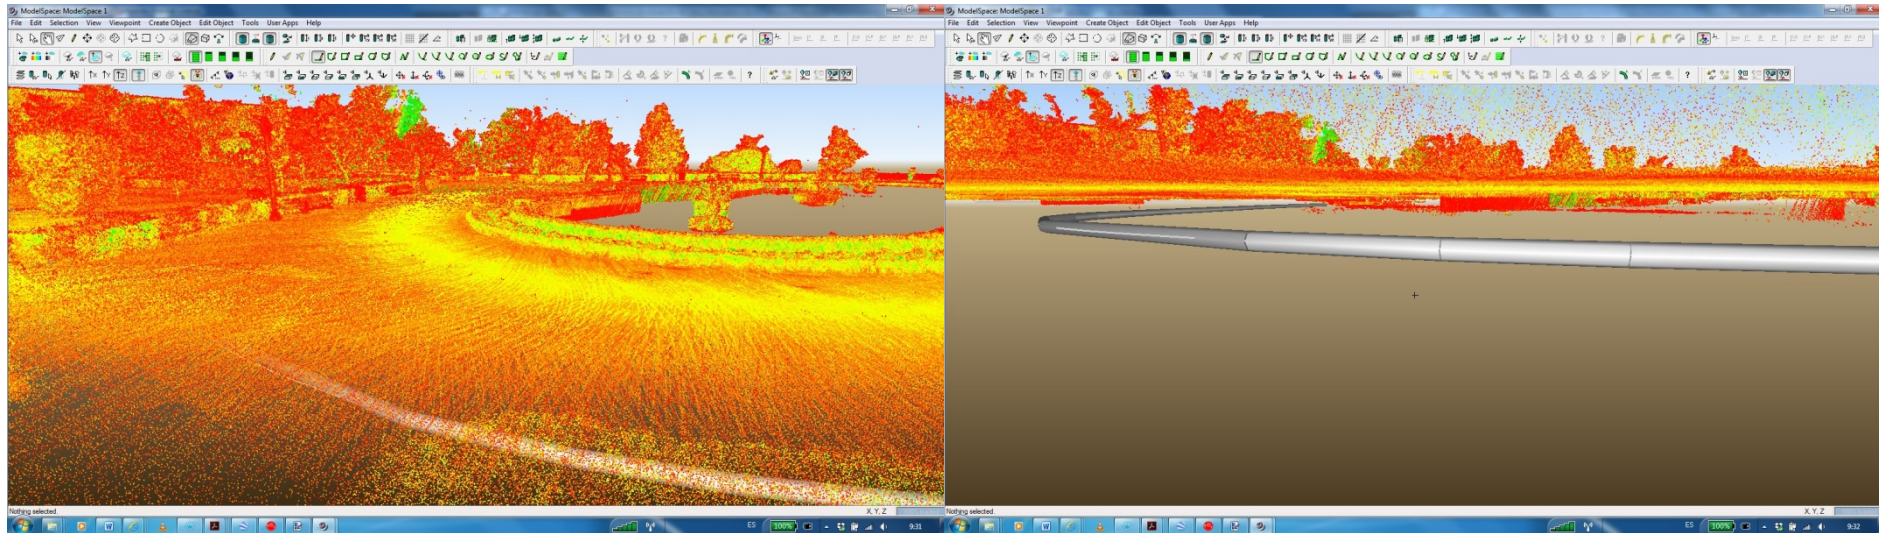 ModelSpace: ModelSpace 1
File Edit Selection View Viewpoint Create Object Edit Object Tools User Apps Help
Nothing selected.
X, Y, Z
ES 100% 9:31
ModelSpace: ModelSpace 1
File Edit Selection View Viewpoint Create Object Edit Object Tools User Apps Help
Nothing selected.
X, Y, Z
ES 100% 9:32